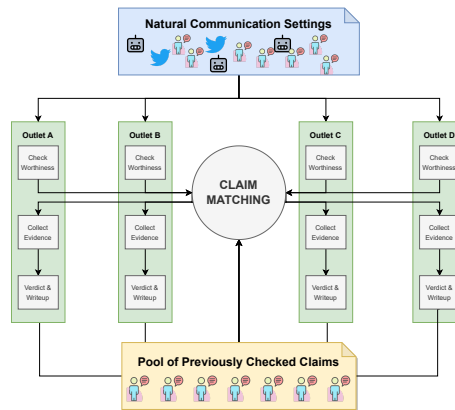 Natural Communication Settings
Outlet A
Outlet B
Outlet C
Outlet D
Check
Worthiness
Check
Worthiness
Check
Worthiness
Check
Worthiness
CLAIM
MATCHING
Collect
Evidence
Collect
Evidence
Collect
Evidence
Collect
Evidence
Verdict &
Writeup
Verdict &
Writeup
Verdict &
Writeup
Verdict &
Writeup
Pool of Previously Checked Claims